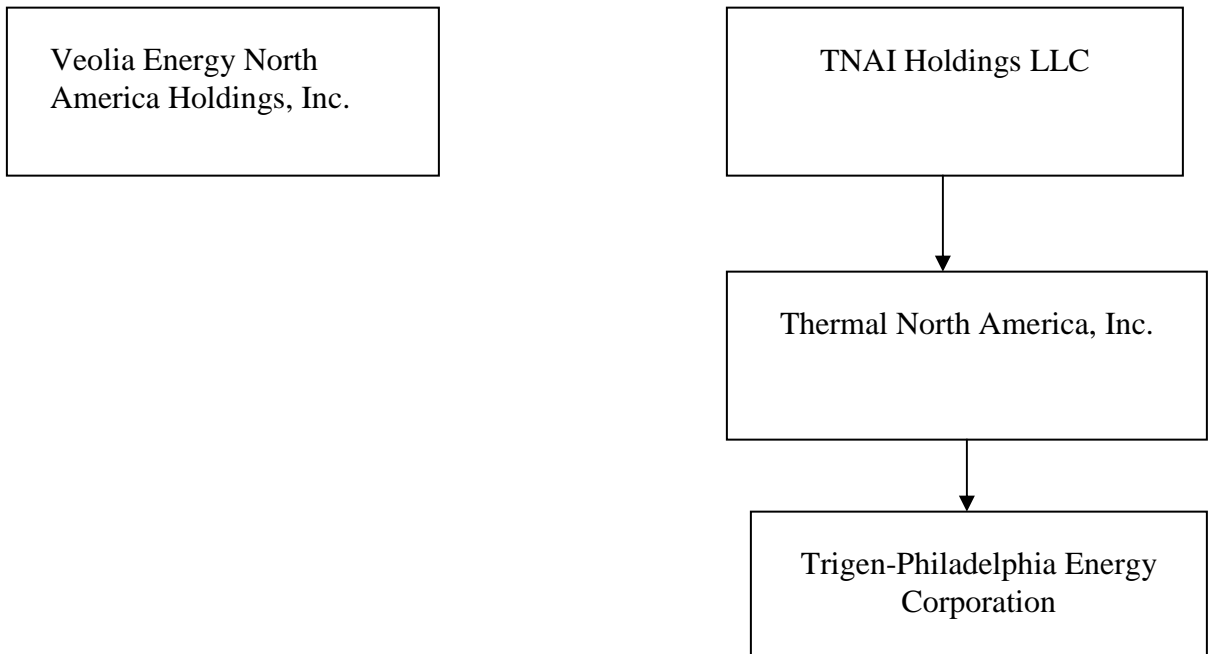 Veolia Energy North
America Holdings, Inc.
TNAI Holdings LLC
Thermal North America, Inc.
Trigen-Philadelphia Energy
Corporation